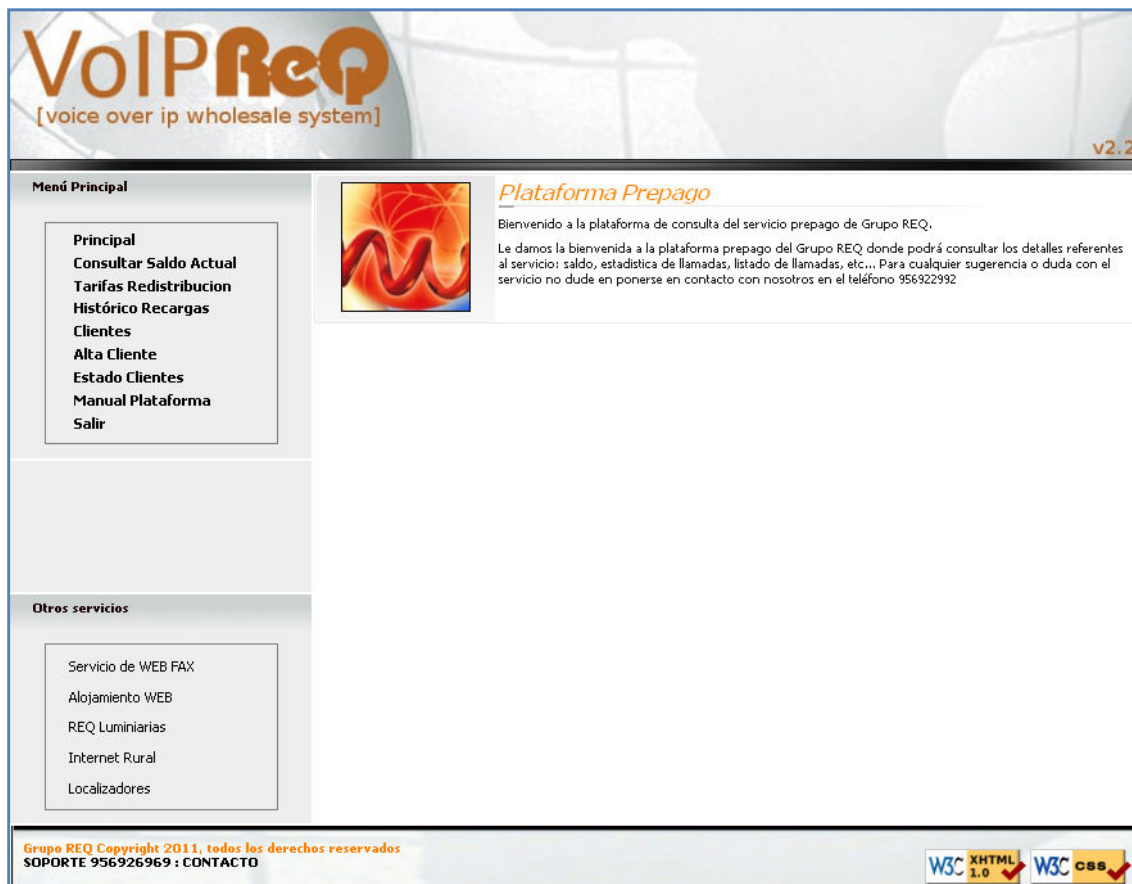 VoIPReQ
[voice over ip wholesale system]
v2.2
Menú Principal
Principal
Consultar Saldo Actual
Tarifas Redistribucion
Histórico Recargas
Clientes
Alta Cliente
Estado Clientes
Manual Plataforma
Salir
Plataforma Prepago
Bienvenido a la plataforma de consulta del servicio prepago de Grupo REQ.
Le damos la bienvenida a la plataforma prepago del Grupo REQ donde podrá consultar los detalles referentes
al servicio: saldo, estadistica de llamadas, listado de llamadas, etc... Para cualquier sugerencia o duda con el
servicio no dude en ponerse en contacto con nosotros en el teléfono 956922992
Otros servicios
Servicio de WEB FAX
Alojamiento WEB
REQ Luminiarias
Internet Rural
Localizadores
Grupo REQ Copyright 2011, todos los derechos reservados
SOPORTE 956926969 : CONTACTO
W3C XHTML 1.0
W3C css